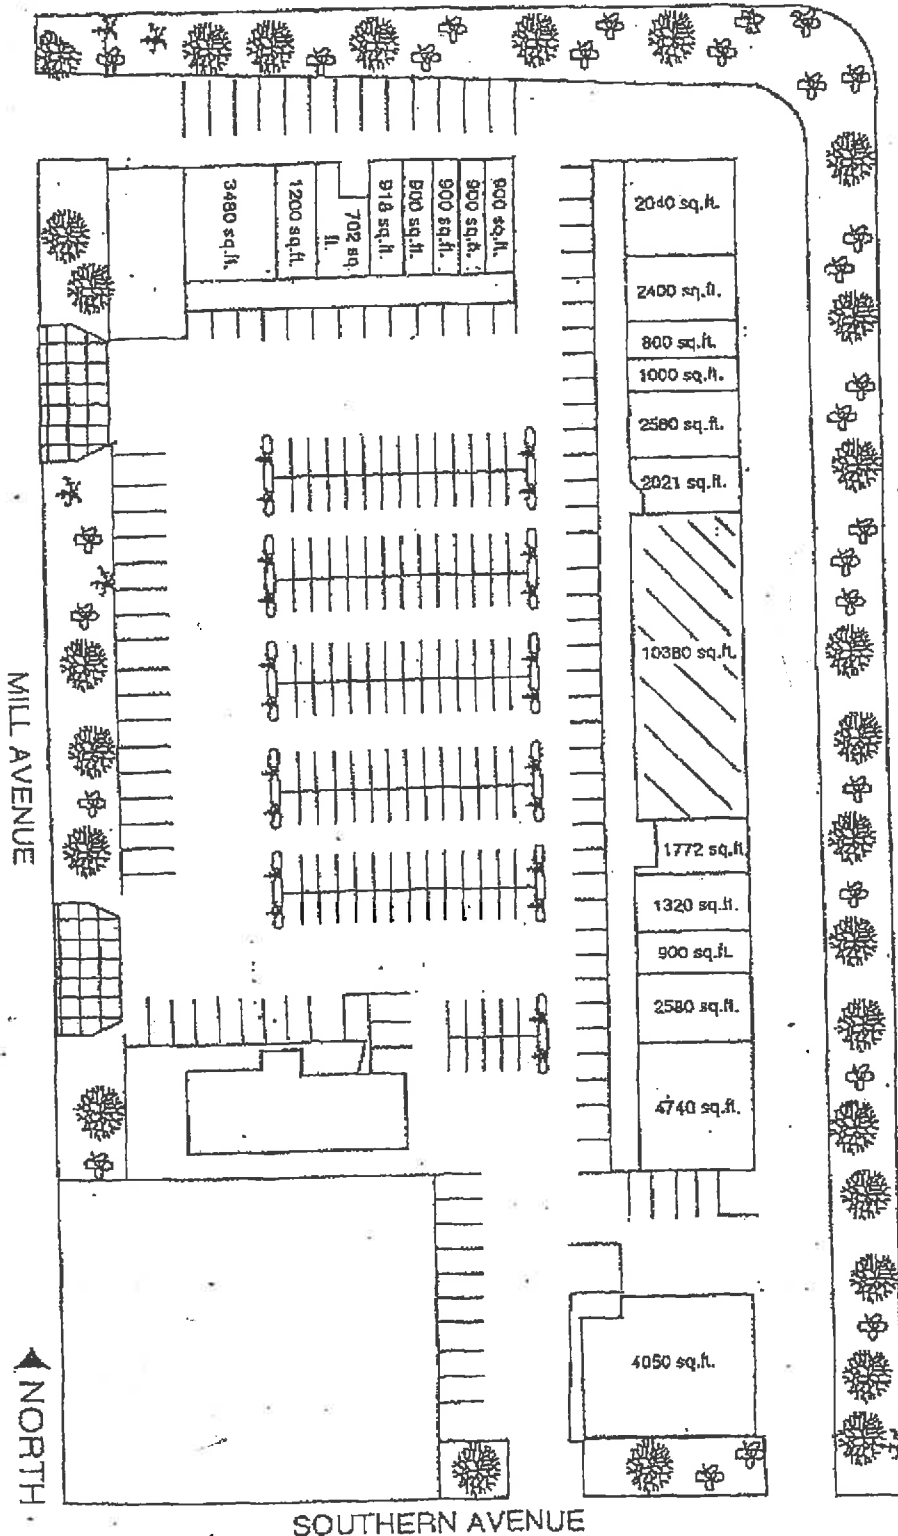 3480 sq.ft.
1200 sq.ft.
702 sq.
ft.
918 sq.ft.
900 sq.ft.
900 sq.ft.
900 sq.ft.
900 sq.ft.
2040 sq.ft.
2400 sq.ft.
800 sq.ft.
1000 sq.ft.
2580 sq.ft.
2021 sq.ft.
10380 sq.ft.
1772 sq.ft
1320 sq.ft.
900 sq.ft.
2580 sq.ft.
4740 sq.ft.
4050 sq.ft.
MILL AVENUE
NORTH
SOUTHERN AVENUE